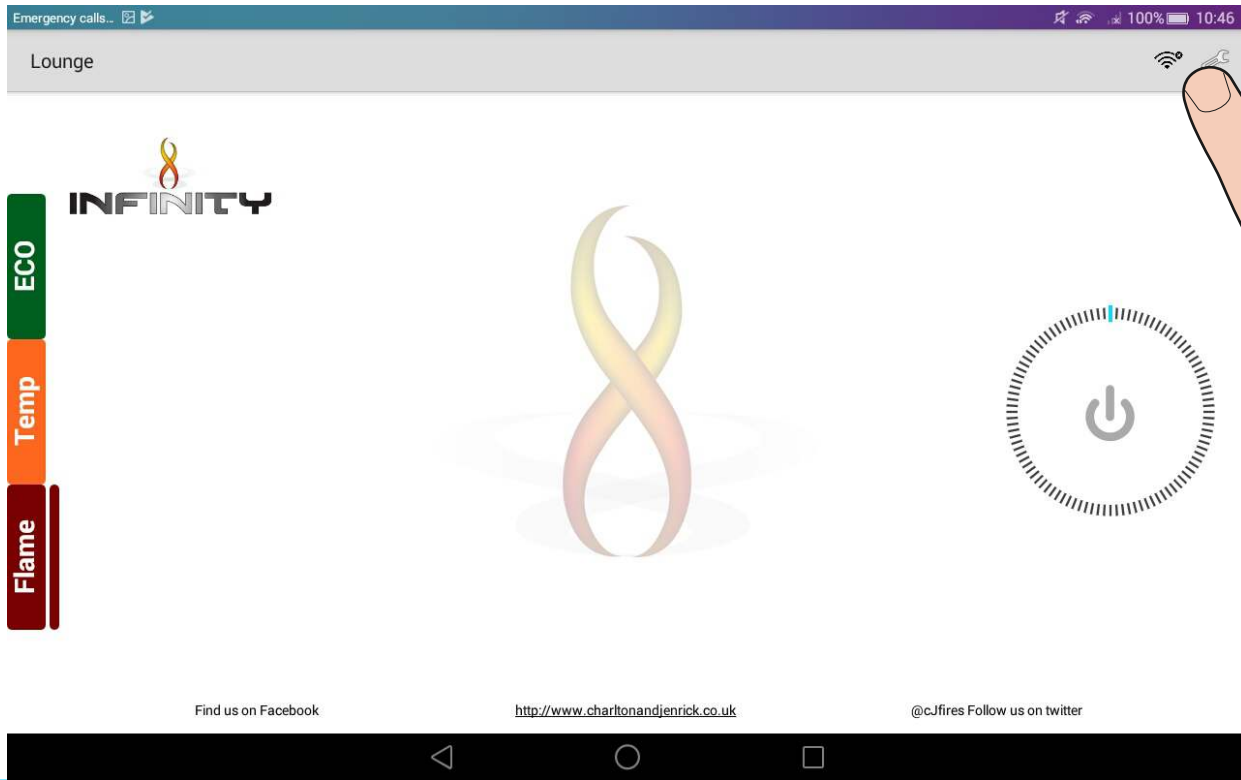 Emergency calls...
100% 10:46
Lounge
INFINITY
ECO
Temp
Flame
Find us on Facebook
http://www.charltonandjenrick.co.uk
@cJfires Follow us on twitter